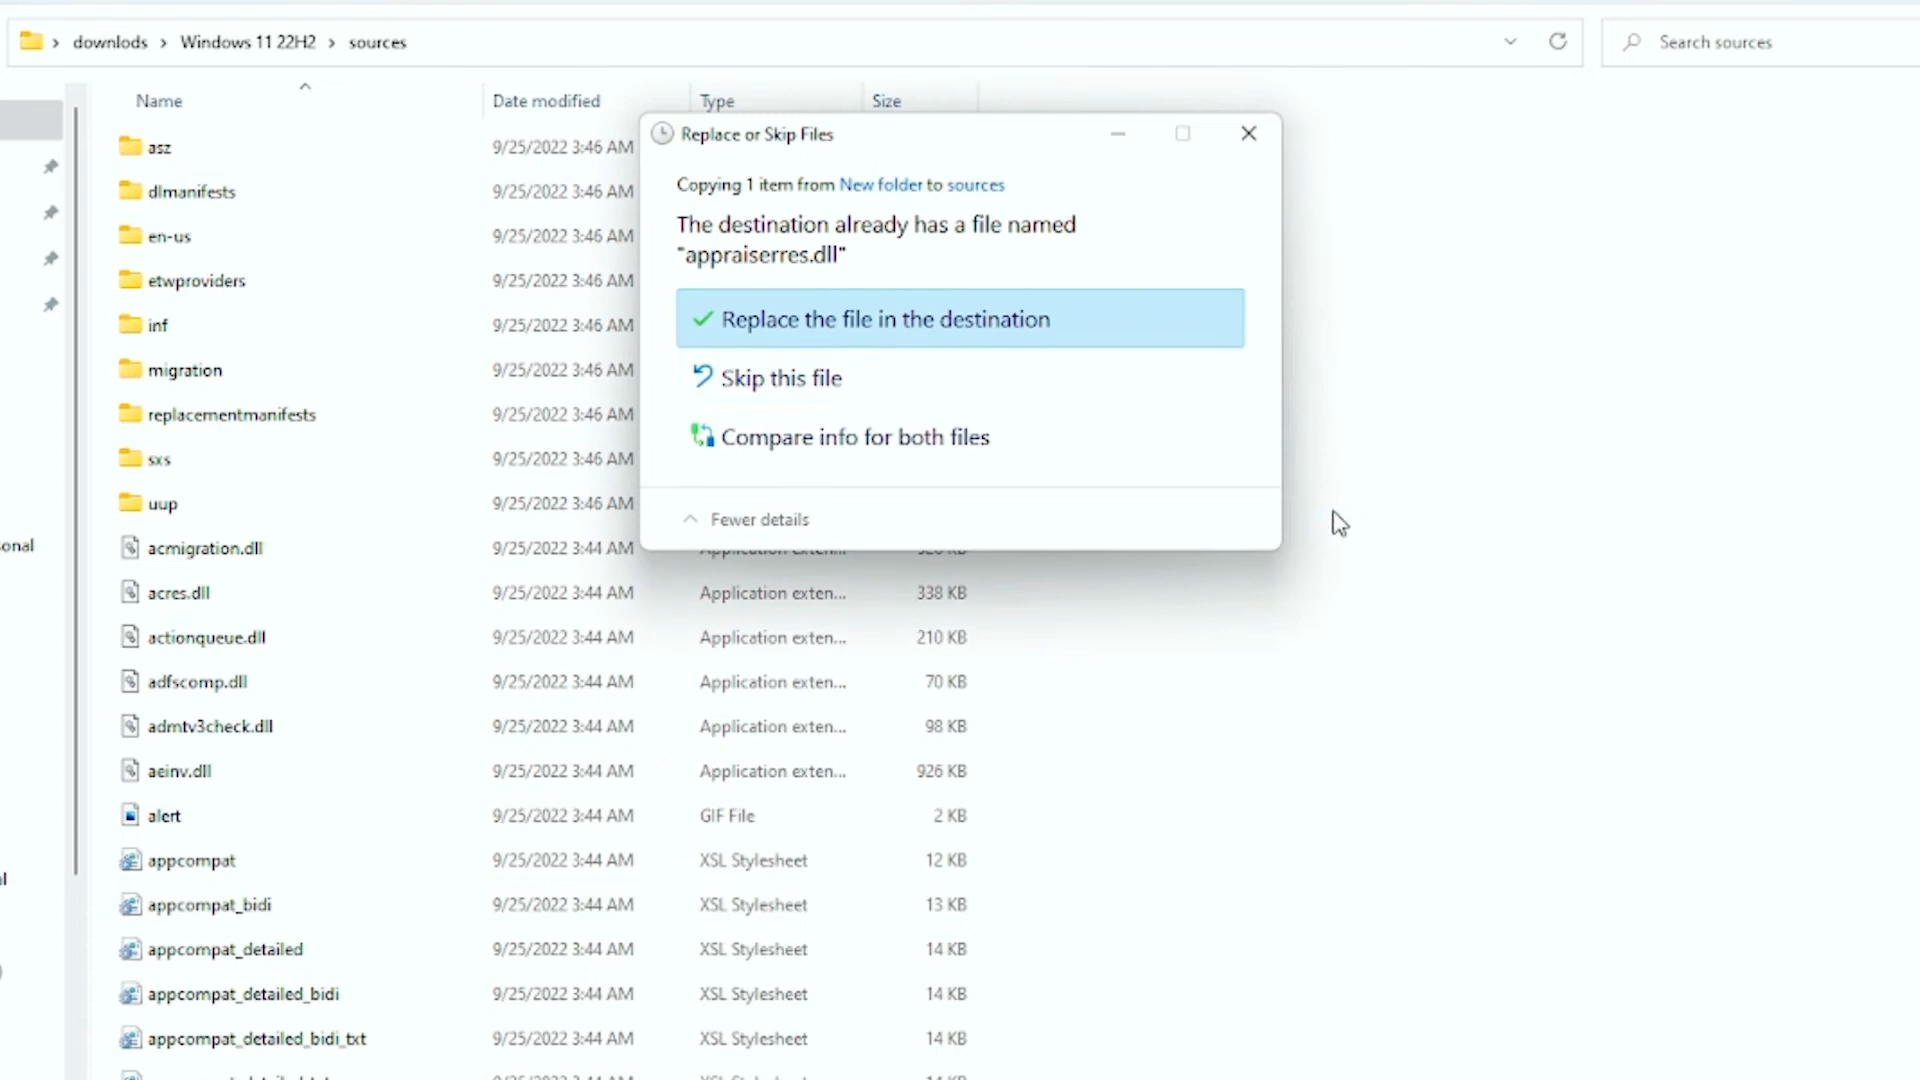 downlods > Windows 11 22H2 > sources
Search sources
Name Date modified Type Size
asz 9/25/2022 3:46 AM
dlmanifests 9/25/2022 3:46 AM
en-us 9/25/2022 3:46 AM
etwproviders 9/25/2022 3:46 AM
inf 9/25/2022 3:46 AM
migration 9/25/2022 3:46 AM
replacementmanifests 9/25/2022 3:46 AM
sxs 9/25/2022 3:46 AM
uup 9/25/2022 3:46 AM
acmigration.dll 9/25/2022 3:44 AM
acres.dll 9/25/2022 3:44 AM Application exten... 338 KB
actionqueue.dll 9/25/2022 3:44 AM Application exten... 210 KB
adfscomp.dll 9/25/2022 3:44 AM Application exten... 70 KB
admtv3check.dll 9/25/2022 3:44 AM Application exten... 98 KB
aeinv.dll 9/25/2022 3:44 AM Application exten... 926 KB
alert 9/25/2022 3:44 AM GIF File 2 KB
appcompat 9/25/2022 3:44 AM XSL Stylesheet 12 KB
appcompat_bidi 9/25/2022 3:44 AM XSL Stylesheet 13 KB
appcompat_detailed 9/25/2022 3:44 AM XSL Stylesheet 14 KB
appcompat_detailed_bidi 9/25/2022 3:44 AM XSL Stylesheet 14 KB
appcompat_detailed_bidi_txt 9/25/2022 3:44 AM XSL Stylesheet 14 KB
Replace or Skip Files
Copying 1 item from New folder to sources
The destination already has a file named
"appraiserres.dll"
Replace the file in the destination
Skip this file
Compare info for both files
Fewer details